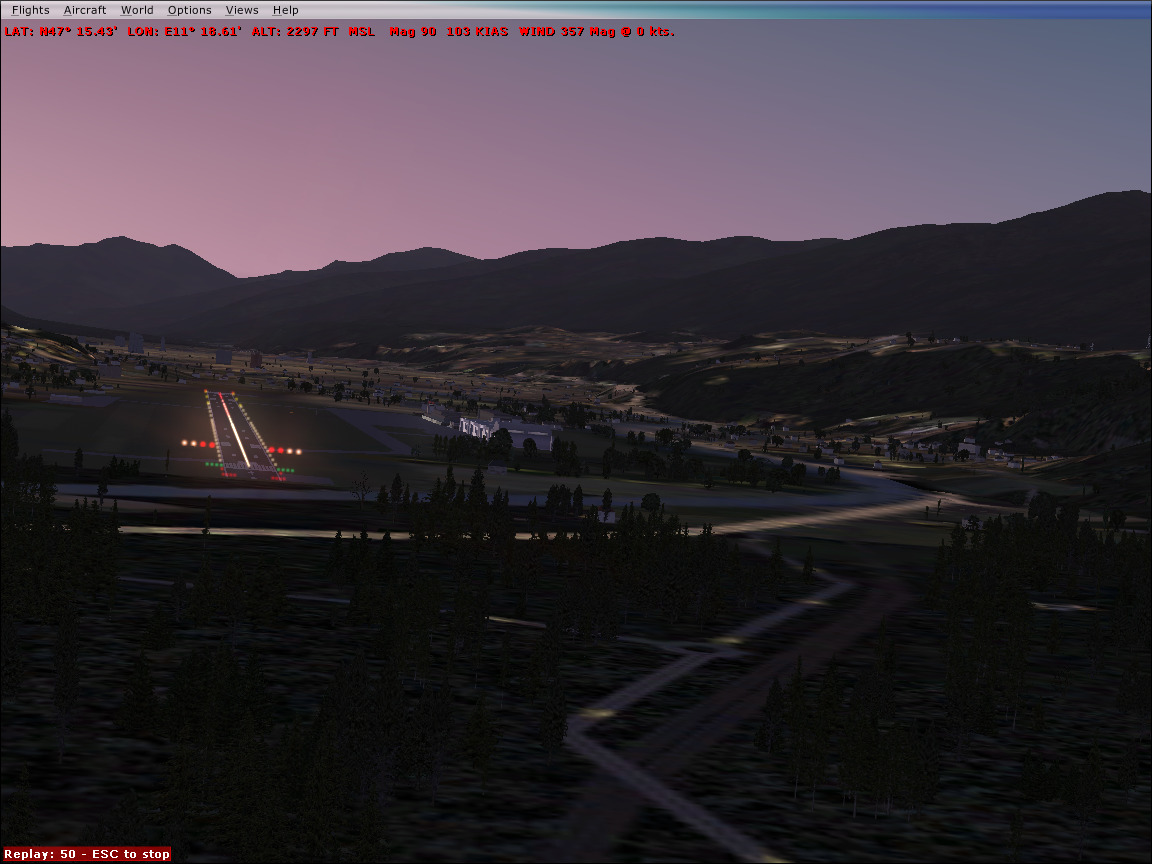 Flights Aircraft World Options Views Help
LAT: N47° 15.43' LON: E11° 18.61' ALT: 2297 FT MSL Mag 90 103 KIAS WIND 357 Mag @ 0 kts.
Replay: 50 - ESC to stop